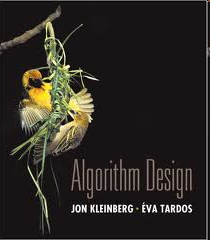 Algorithm Design
JON KLEINBERG • ÉVA TARDOS